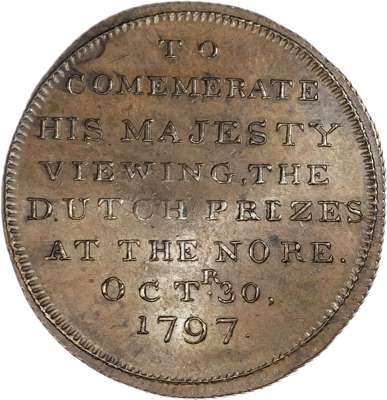 TO
COMEMERATE
HIS MAJESTY
VIEWING, THE
DUTCH PRIZES
AT THE NORE.
OCTR. 30,
1797.